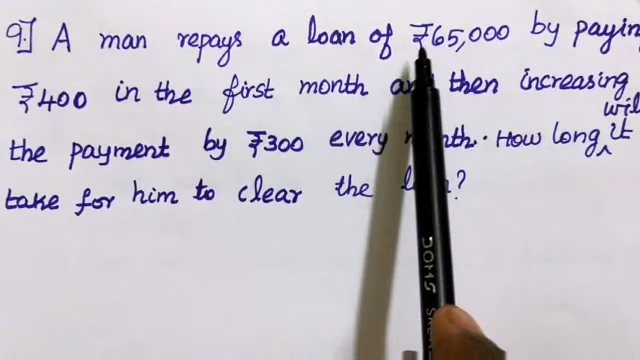 9.] A man repays a loan of ₹65,000 by payin
₹400 in the first month then increasing
the payment by ₹300 every month. How long will it
take for him to clear the ?
DOMS